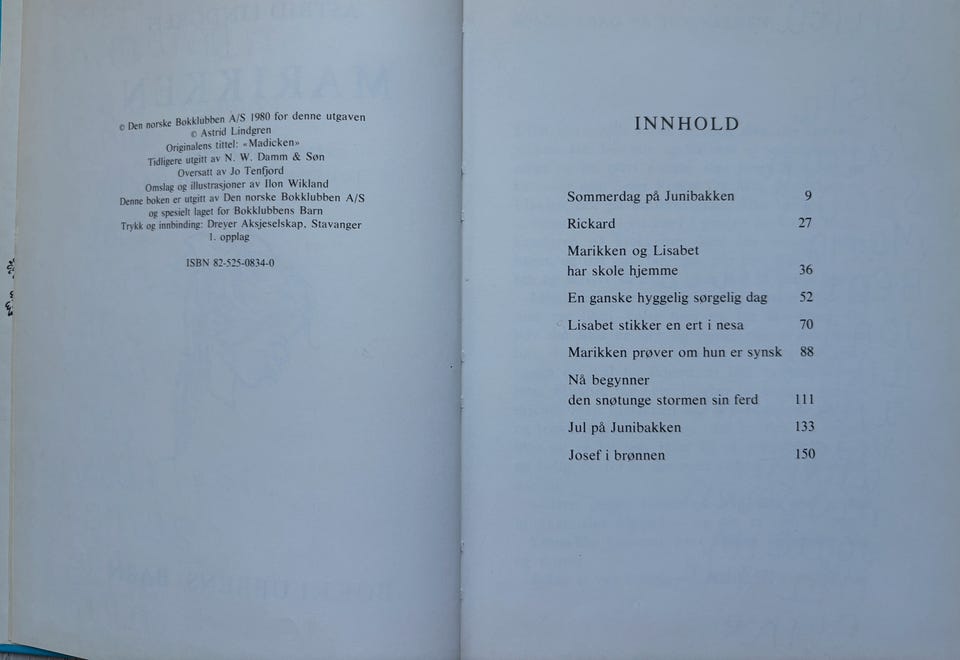 © Den norske Bokklubben A/S 1980 for denne utgaven
© Astrid Lindgren
Originalens tittel: «Madicken»
Tidligere utgitt av N. W. Damm & Søn
Oversatt av Jo Tenfjord
Omslag og illustrasjoner av Ilon Wikland
Denne boken er utgitt av Den norske Bokklubben A/S
og spesielt laget for Bokklubbens Barn
Trykk og innbinding: Dreyer Aksjeselskap, Stavanger
1. opplag
ISBN 82-525-0834-0
INNHOLD
Sommerdag på Junibakken 9
Rickard 27
Marikken og Lisabet
har skole hjemme 36
En ganske hyggelig sørgelig dag 52
Lisabet stikker en ert i nesa 70
Marikken prøver om hun er synsk 88
Nå begynner
den snøtunge stormen sin ferd 111
Jul på Junibakken 133
Josef i brønnen 150